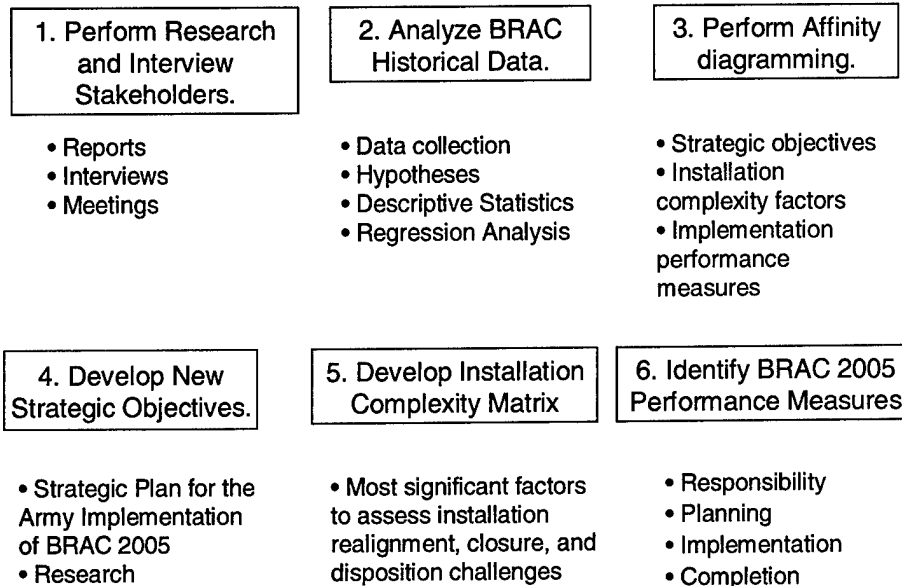 1. Perform Research
and Interview
Stakeholders.
• Reports
• Interviews
• Meetings
2. Analyze BRAC
Historical Data.
• Data collection
• Hypotheses
• Descriptive Statistics
• Regression Analysis
3. Perform Affinity
diagramming.
• Strategic objectives
• Installation
complexity factors
• Implementation
performance
measures
4. Develop New
Strategic Objectives.
• Strategic Plan for the
Army Implementation
of BRAC 2005
• Research
5. Develop Installation
Complexity Matrix
• Most significant factors
to assess installation
realignment, closure, and
disposition challenges
6. Identify BRAC 2005
Performance Measures
• Responsibility
• Planning
• Implementation
• Completion